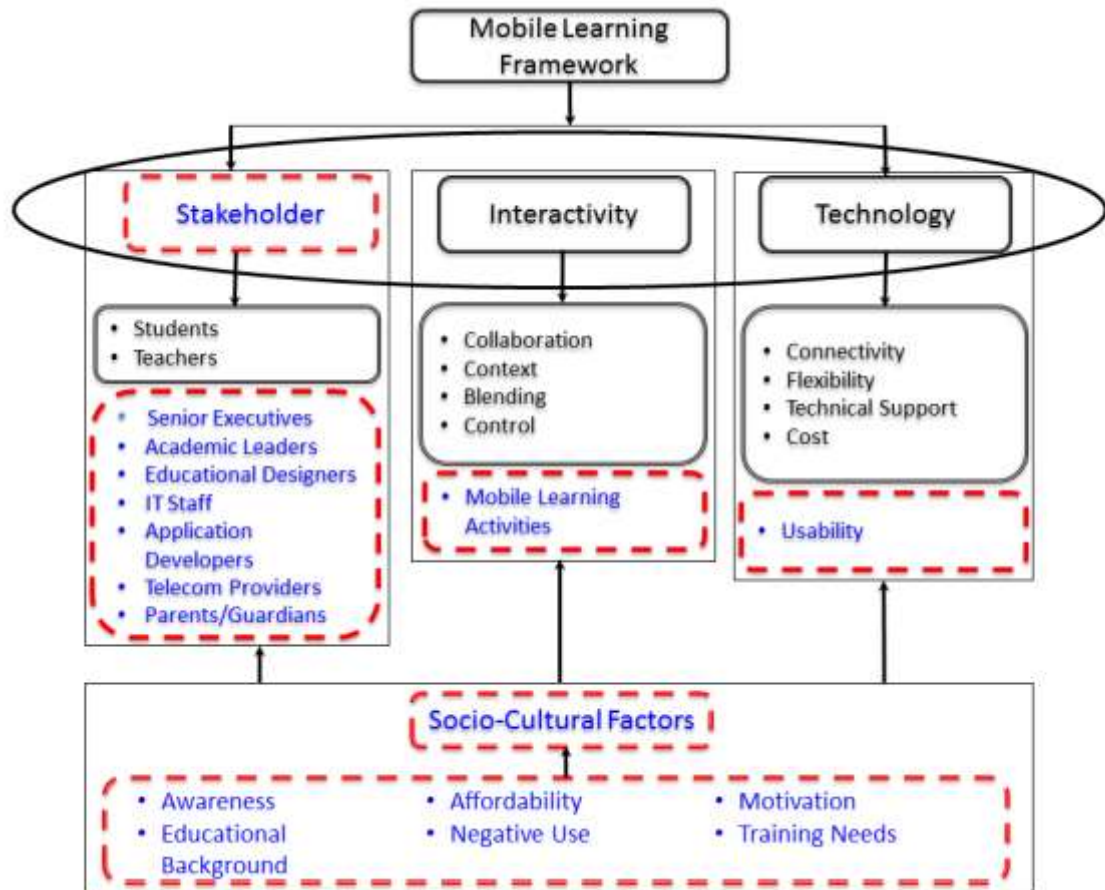 Mobile Learning
Framework
Stakeholder
Interactivity
Technology
• Students
• Teachers
• Senior Executives
• Academic Leaders
• Educational Designers
• IT Staff
• Application
Developers
• Telecom Providers
• Parents/Guardians
• Collaboration
• Context
• Blending
• Control
• Mobile Learning
Activities
• Connectivity
• Flexibility
• Technical Support
• Cost
• Usability
Socio-Cultural Factors
• Awareness
• Educational
Background
• Affordability
• Negative Use
• Motivation
• Training Needs